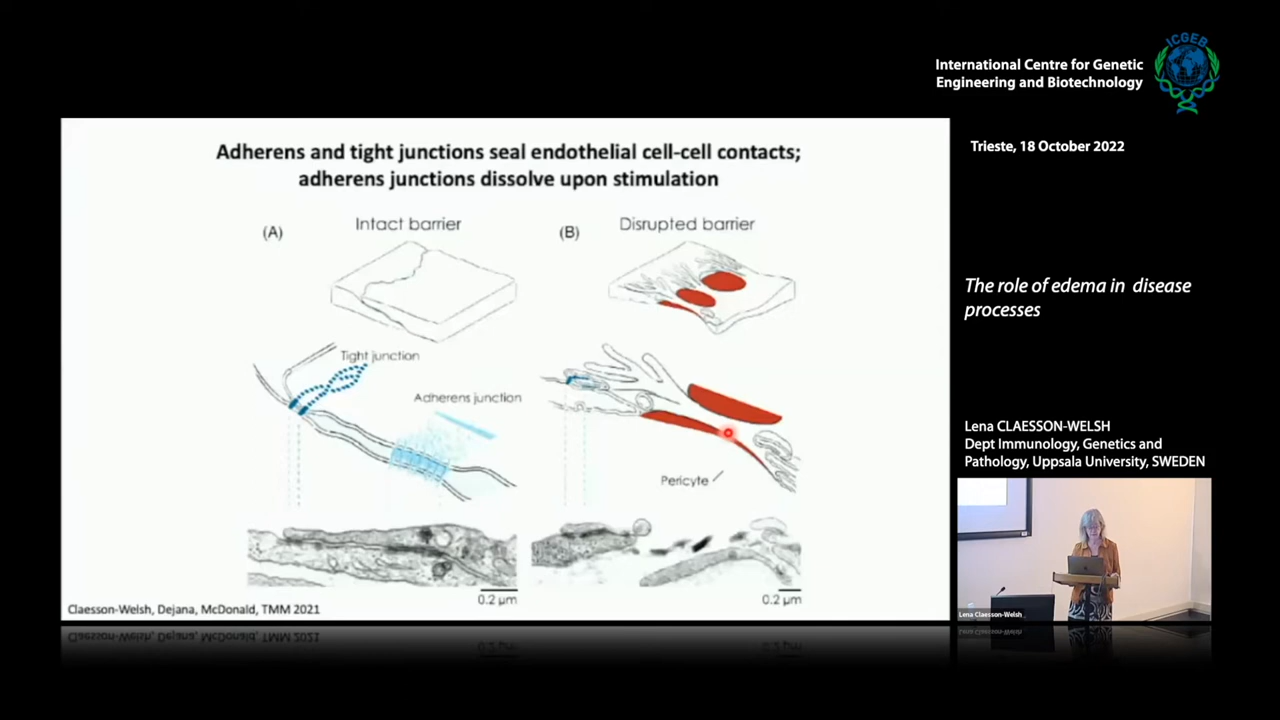 International Centre for Genetic
Engineering and Biotechnology
ICGEB
Trieste, 18 October 2022
Adherens and tight junctions seal endothelial cell-cell contacts;
adherens junctions dissolve upon stimulation
(A)
Intact barrier
(B)
Disrupted barrier
Tight junction
Adherens junction
Pericyte
0.2 μm
0.2 μm
Claesson-Welsh, Dejana, McDonald, TMM 2021
The role of edema in disease
processes
Lena CLAESSON-WELSH
Dept Immunology, Genetics and
Pathology, Uppsala University, SWEDEN
Lena Claesson-Welsh